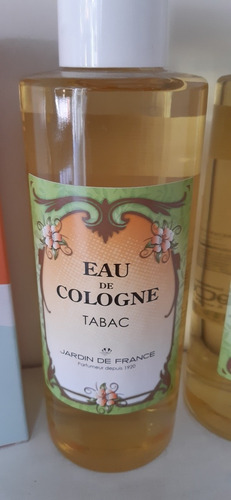 EAU
DE
COLOGNE
TABAC
JARDIN DE FRANCE
Parfumeur depuis 1920